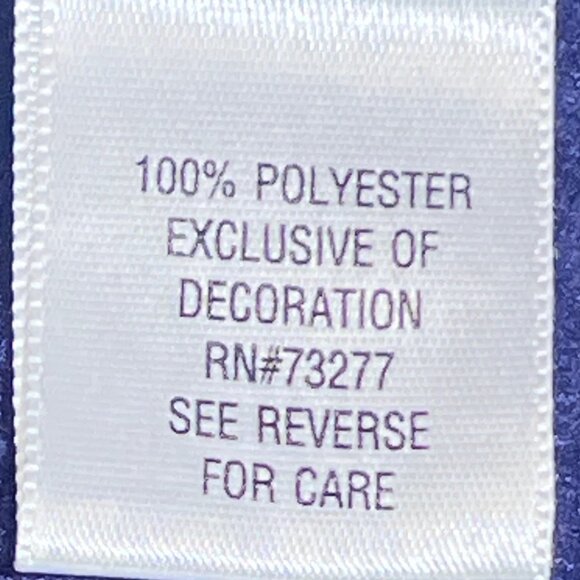 100% POLYESTER
EXCLUSIVE OF
DECORATION
RN#73277
SEE REVERSE
FOR CARE